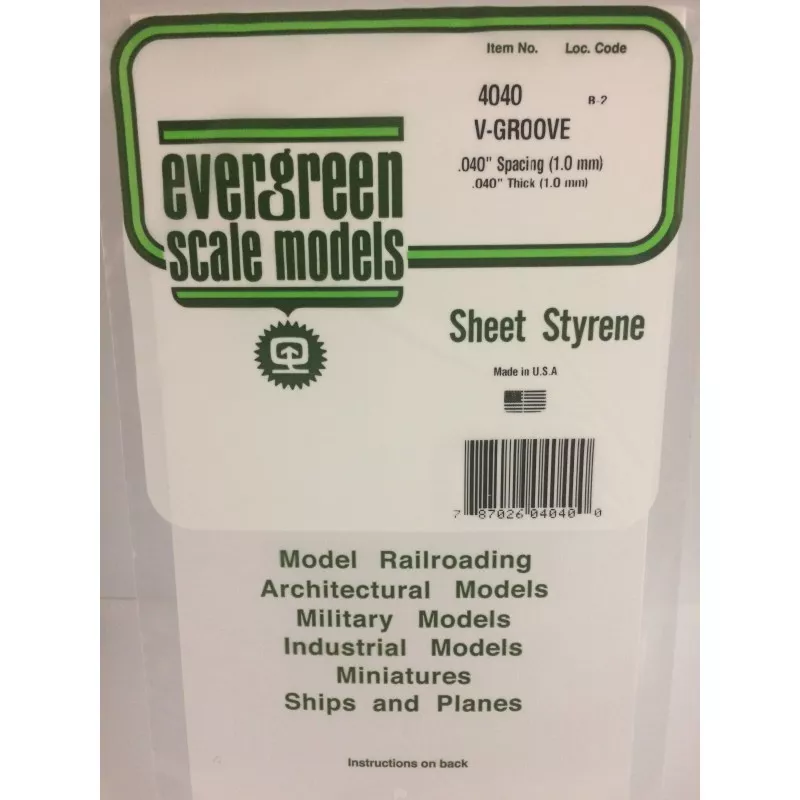 Item No. Loc. Code
4040 B-2
V-GROOVE
.040" Spacing (1.0 mm)
.040" Thick (1.0 mm)
evergreen
scale models
Sheet Styrene
Made in U.S.A
7 87026 04040 0
Model Railroading
Architectural Models
Military Models
Industrial Models
Miniatures
Ships and Planes
Instructions on back